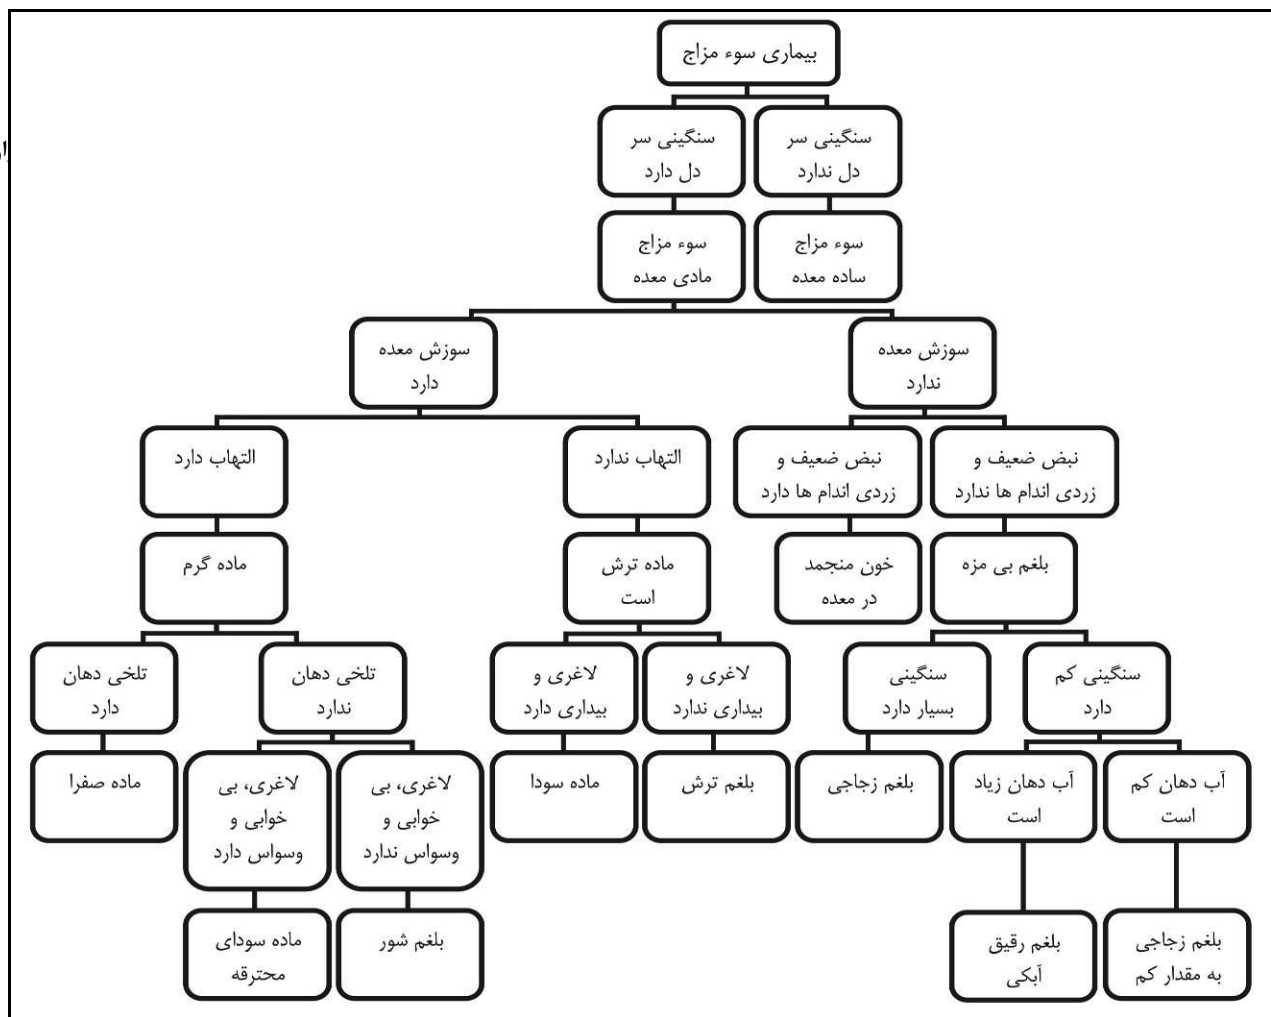 بیماری سوء مزاج
سنگینی سر
دل ندارد
سنگینی سر
دل دارد
سوء مزاج
ساده معده
سوء مزاج
مادی معده
سوزش معده
ندارد
سوزش معده
دارد
نبض ضعیف و
زردی اندام ها ندارد
نبض ضعیف و
زردی اندام ها دارد
التهاب ندارد
التهاب دارد
بلغم بی مزه
خون منجمد
در معده
ماده ترش
است
ماده گرم
سنگینی کم
دارد
سنگینی
بسیار دارد
لاغری و
بیداری ندارد
لاغری و
بیداری دارد
تلخی دهان
ندارد
تلخی دهان
دارد
آب دهان کم
است
آب دهان زیاد
است
بلغم زجاجی
بلغم ترش
ماده سودا
لاغری، بی
خوابی و
وسواس ندارد
لاغری، بی
خوابی و
وسواس دارد
ماده صفرا
بلغم زجاجی
به مقدار کم
بلغم رقیق
آبکی
بلغم شور
ماده سودای
محترقه